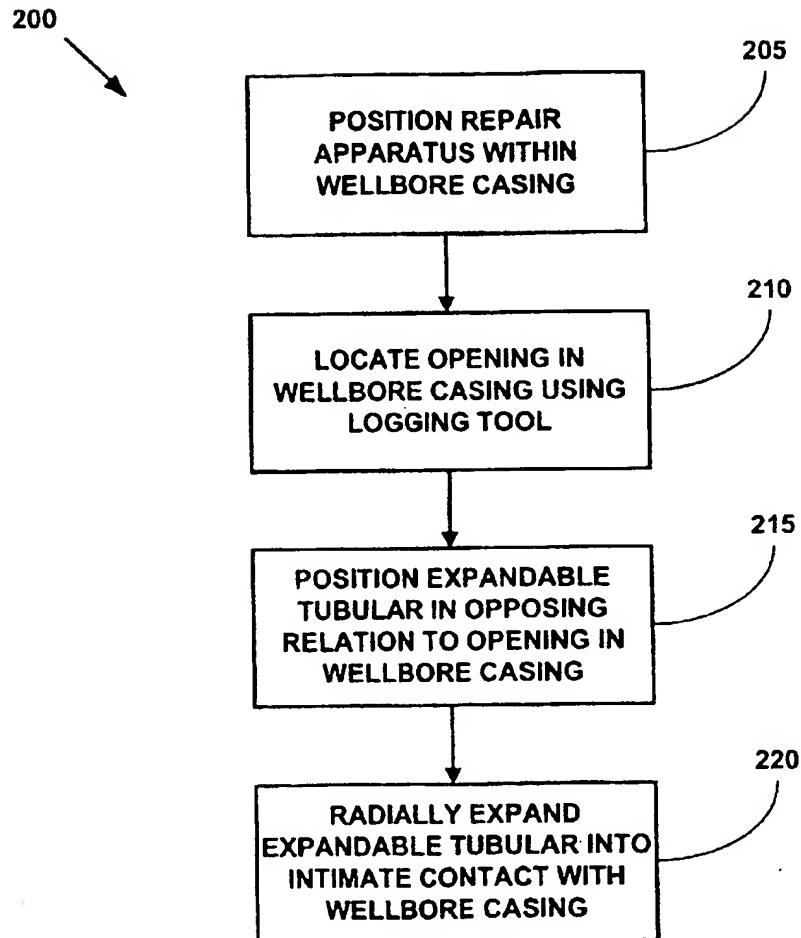 200
205
POSITION REPAIR
APPARATUS WITHIN
WELLBORE CASING
210
LOCATE OPENING IN
WELLBORE CASING USING
LOGGING TOOL
215
POSITION EXPANDABLE
TUBULAR IN OPPOSING
RELATION TO OPENING IN
WELLBORE CASING
220
RADIALLY EXPAND
EXPANDABLE TUBULAR INTO
INTIMATE CONTACT WITH
WELLBORE CASING